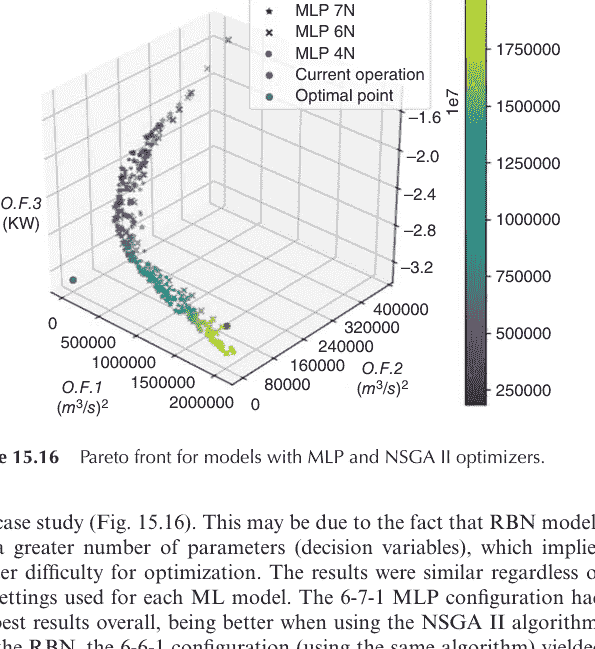 MLP 7N
MLP 6N
MLP 4N
Current operation
Optimal point
1e7
−1.6
−2.0
−2.4
−2.8
−3.2
O.F.3
(KW)
0
500000
1000000
1500000
2000000
O.F.1
(m³/s)²
0
80000
160000
240000
320000
400000
O.F.2
(m³/s)²
1750000
1500000
1250000
1000000
750000
500000
250000
e 15.16 Pareto front for models with MLP and NSGA II optimizers.
case study (Fig. 15.16). This may be due to the fact that RBN model
a greater number of parameters (decision variables), which implie
er difficulty for optimization. The results were similar regardless o
ettings used for each ML model. The 6-7-1 MLP configuration had
best results overall, being better when using the NSGA II algorithm
the RBN, the 6-6-1 configuration (using the same algorithm) yielded